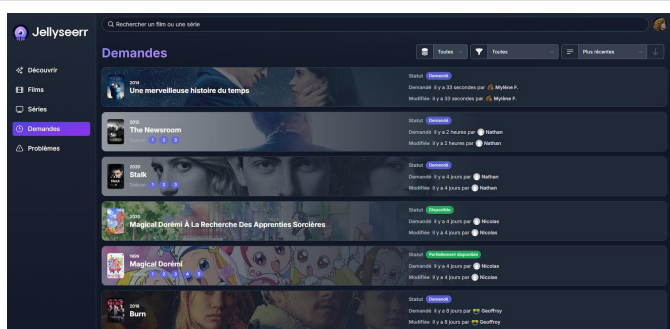 Jellyseerr
Rechercher un film ou une série
Découvrir
Films
Séries
Demandes
Problèmes
Demandes
Toutes
Toutes
Plus récentes
2014
Une merveilleuse histoire du temps
Statut Demandé
Demandé il y a 33 secondes par Mylène F.
Modifiée il y a 33 secondes par Mylène F.
2012
The Newsroom
Saison 1 2 3
Statut Demandé
Demandé il y a 2 heures par Nathan
Modifiée il y a 2 heures par Nathan
2020
Stalk
Saison 1 2 3
Statut Demandé
Demandé il y a 4 jours par Nathan
Modifiée il y a 4 jours par Nathan
2020
Magical Dorémi À La Recherche Des Apprenties Sorcières
Statut Disponible
Demandé il y a 4 jours par Nicolas
Modifiée il y a 4 jours par Nicolas
1999
Magical Dorémi
1 2 3 4 5
Statut Partiellement disponible
Demandé il y a 4 jours par Nicolas
Modifiée il y a 4 jours par Nicolas
2018
Burn
Statut Demandé
Demandé il y a 8 jours par Geoffroy
Modifiée il y a 8 jours par Geoffroy